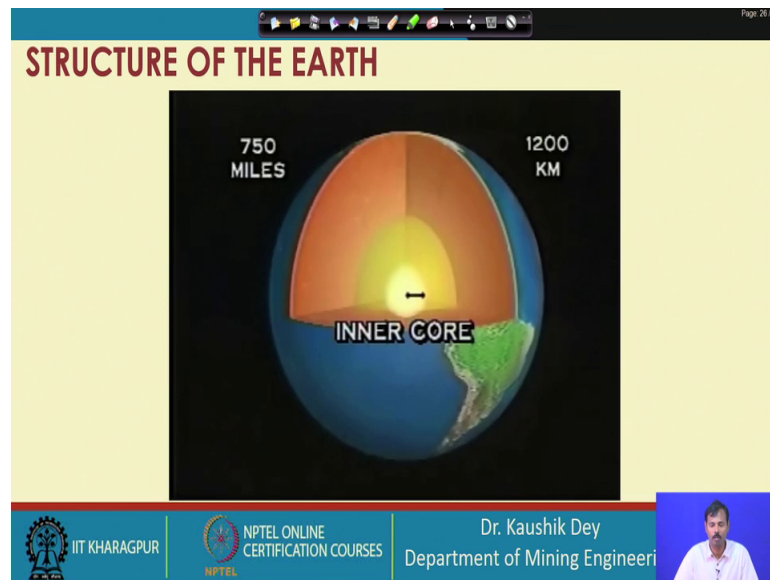 Page: 26
STRUCTURE OF THE EARTH
750
MILES
1200
KM
INNER CORE
IIT KHARAGPUR
NPTEL
NPTEL ONLINE
CERTIFICATION COURSES
Dr. Kaushik Dey
Department of Mining Engineeri